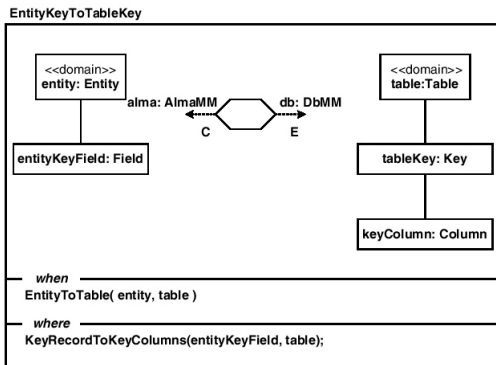 EntityKeyToTableKey
<<domain>>
entity: Entity
<<domain>>
table:Table
alma: AlmaMM
db: DbMM
C
E
entityKeyField: Field
tableKey: Key
keyColumn: Column
when
EntityToTable( entity, table )
where
KeyRecordToKeyColumns(entityKeyField, table);